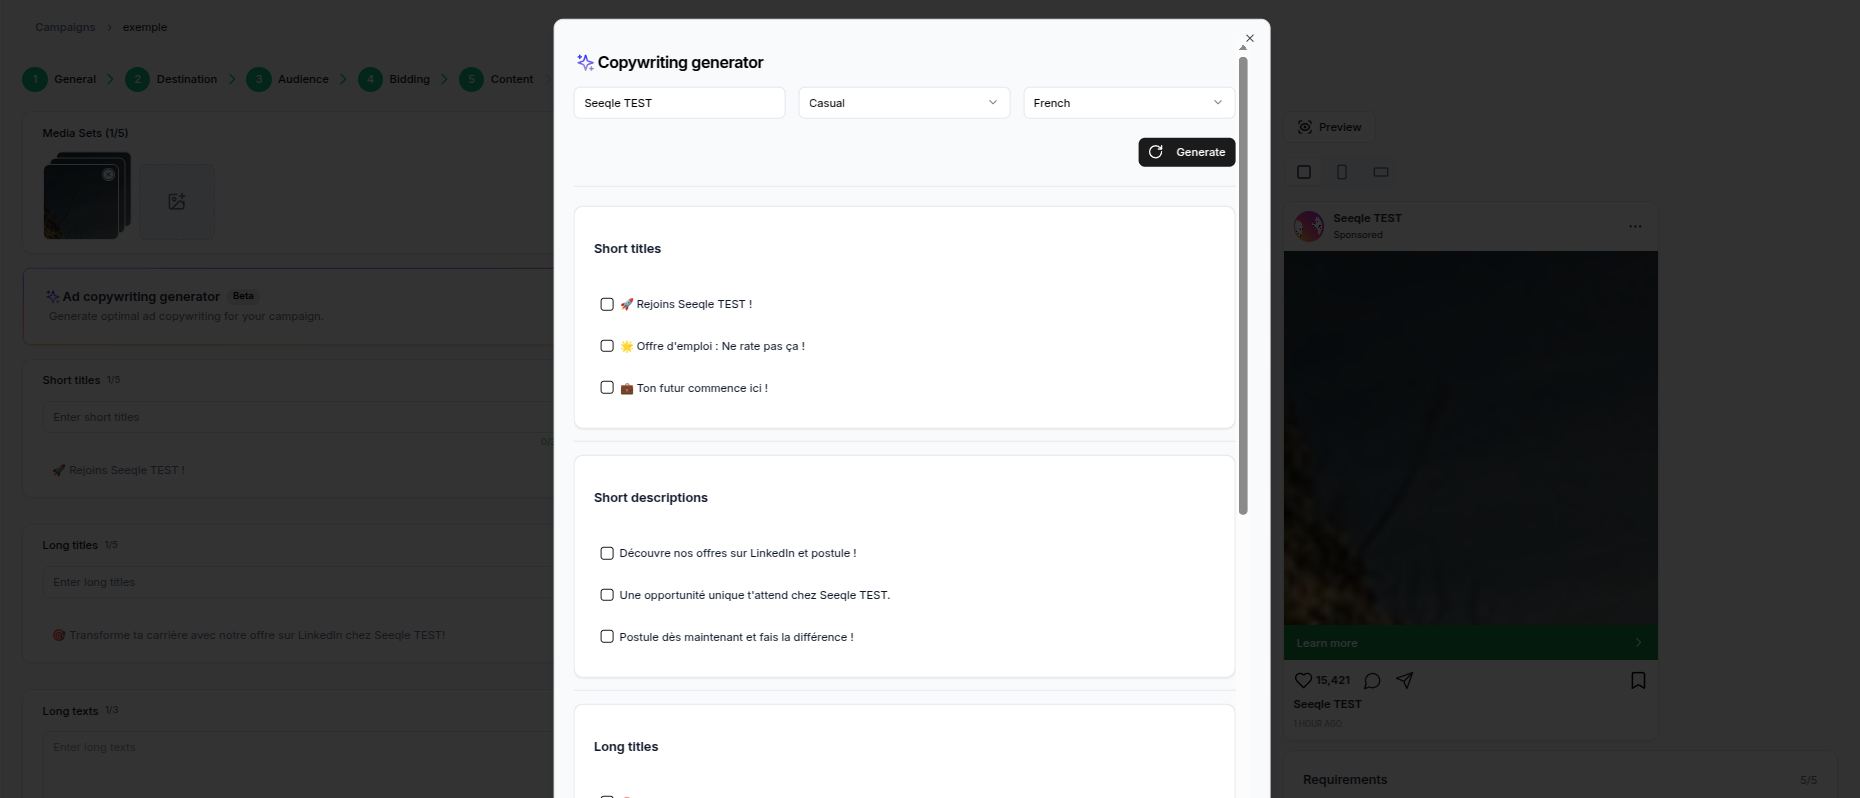 Campaigns > exemple
1 General > 2 Destination > 3 Audience > 4 Bidding > 5 Content
Media Sets (1/5)
Ad copywriting generator Beta
Generate optimal ad copywriting for your campaign.
Short titles 1/5
Enter short titles
🚀 Rejoins Seeqle TEST !
Long titles 1/5
Enter long titles
🎯 Transforme ta carrière avec notre offre sur LinkedIn chez Seeqle TEST!
Long texts 1/3
Enter long texts
Copywriting generator
Seeqle TEST
Casual
French
Generate
Short titles
🚀 Rejoins Seeqle TEST !
🌟 Offre d'emploi : Ne rate pas ça !
💼 Ton futur commence ici !
Short descriptions
Découvre nos offres sur LinkedIn et postule !
Une opportunité unique t'attend chez Seeqle TEST.
Postule dès maintenant et fais la différence !
Long titles
Preview
Seeqle TEST
Sponsored
Learn more
15,421
Seeqle TEST
1 HOUR AGO
Requirements 5/5